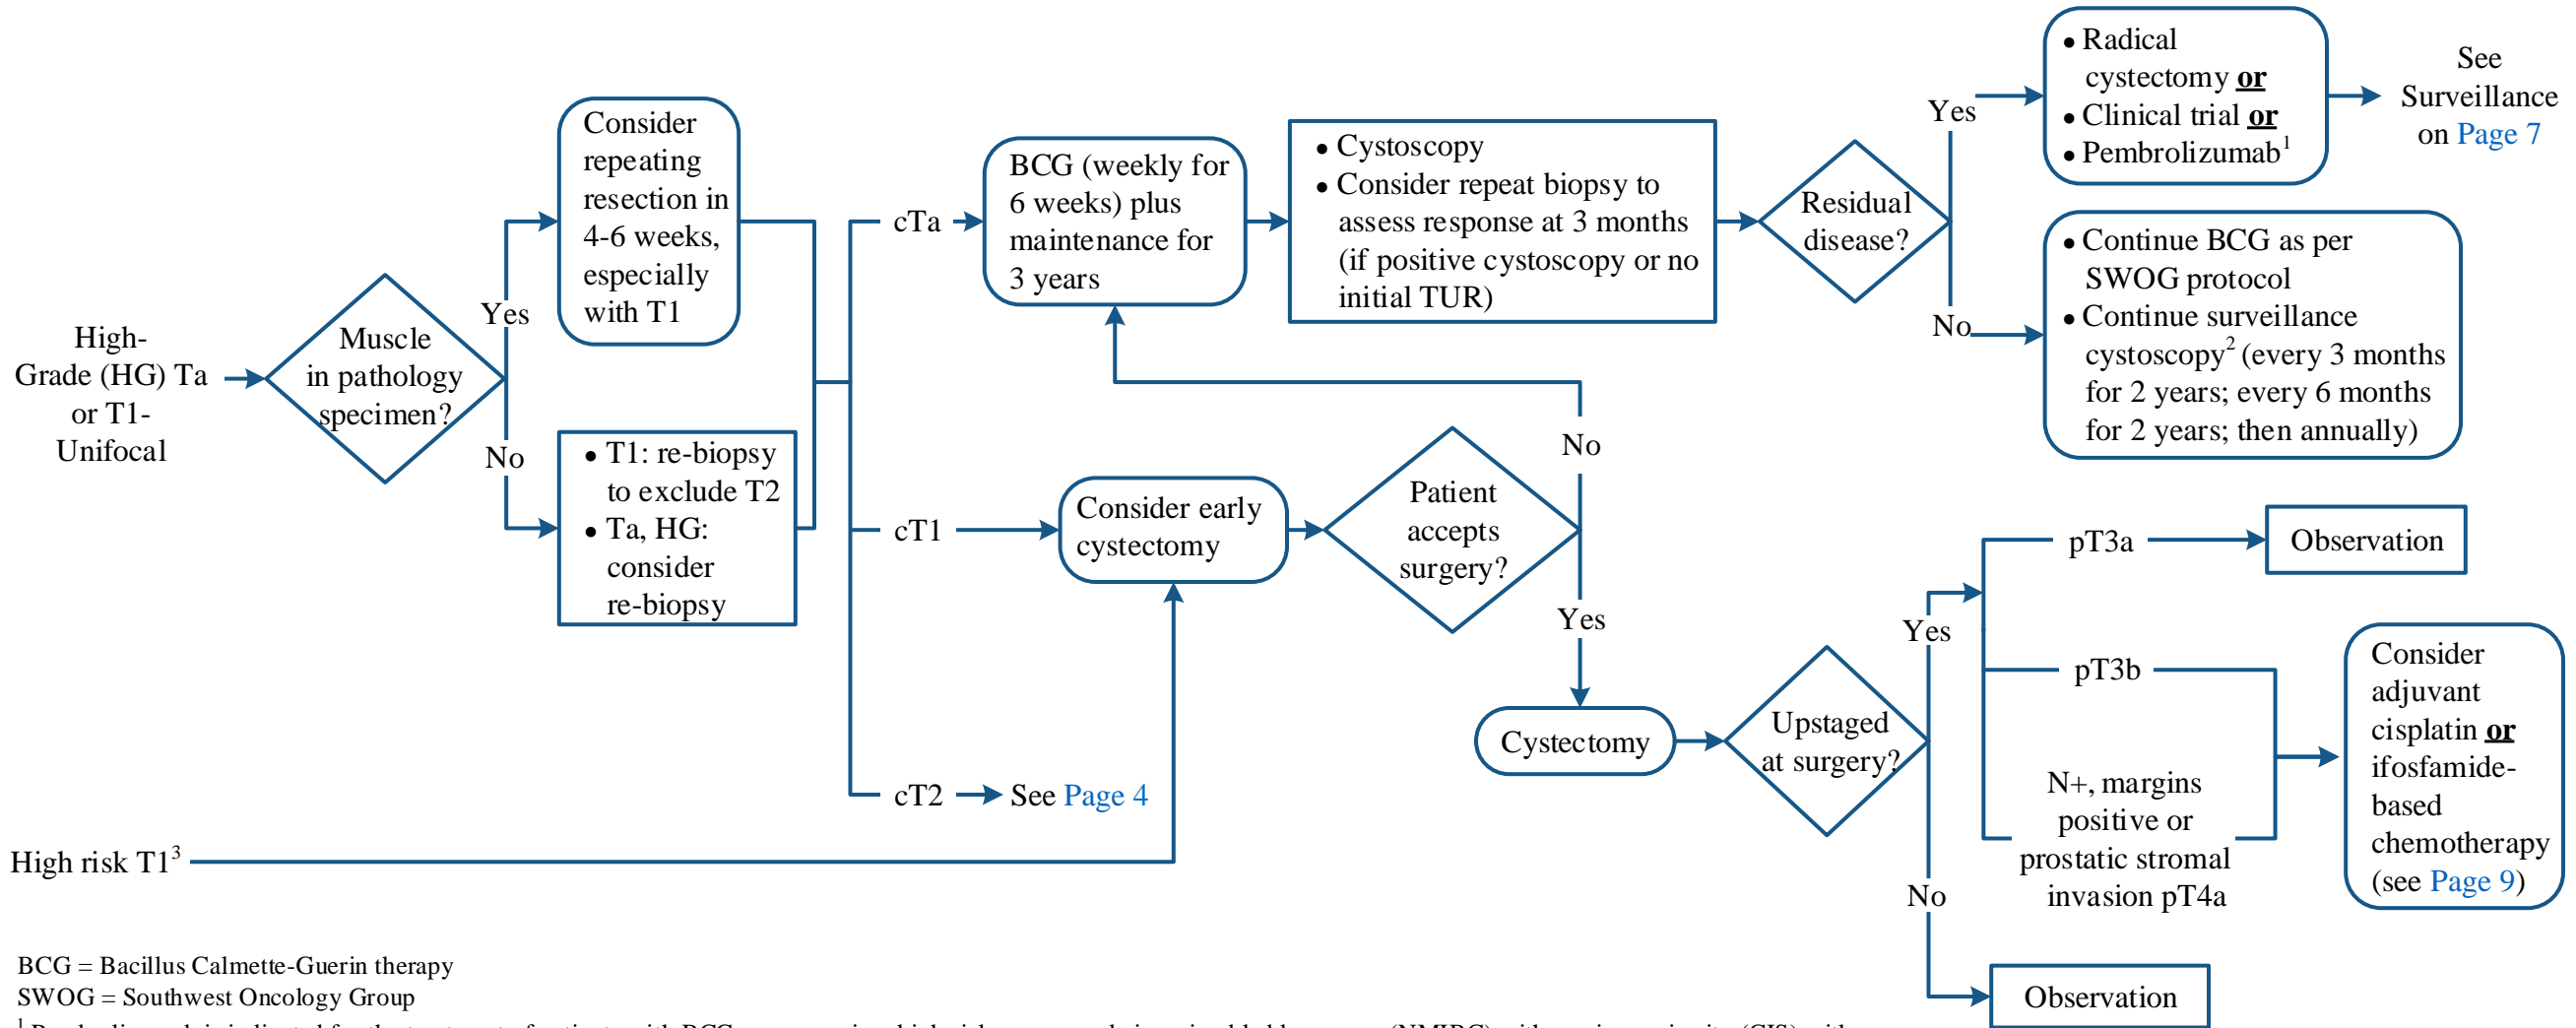 High-
Grade (HG) Ta
or T1-
Unifocal
Muscle
in pathology
specimen?
Yes
No
Consider
repeating
resection in
4-6 weeks,
especially
with T1
• T1: re-biopsy
to exclude T2
• Ta, HG:
consider
re-biopsy
cTa
cT1
cT2
See Page 4
BCG (weekly for
6 weeks) plus
maintenance for
3 years
• Cystoscopy
• Consider repeat biopsy to
assess response at 3 months
(if positive cystoscopy or no
initial TUR)
Residual
disease?
Yes
No
• Radical
cystectomy or
• Clinical trial or
• Pembrolizumab1
See
Surveillance
on Page 7
• Continue BCG as per
SWOG protocol
• Continue surveillance
cystoscopy2 (every 3 months
for 2 years; every 6 months
for 2 years; then annually)
Consider early
cystectomy
Patient
accepts
surgery?
No
Yes
Cystectomy
Upstaged
at surgery?
Yes
No
pT3a
Observation
pT3b
N+, margins
positive or
prostatic stromal
invasion pT4a
Consider
adjuvant
cisplatin or
ifosfamide-
based
chemotherapy
(see Page 9)
Observation
High risk T13
BCG = Bacillus Calmette-Guerin therapy
SWOG = Southwest Oncology Group